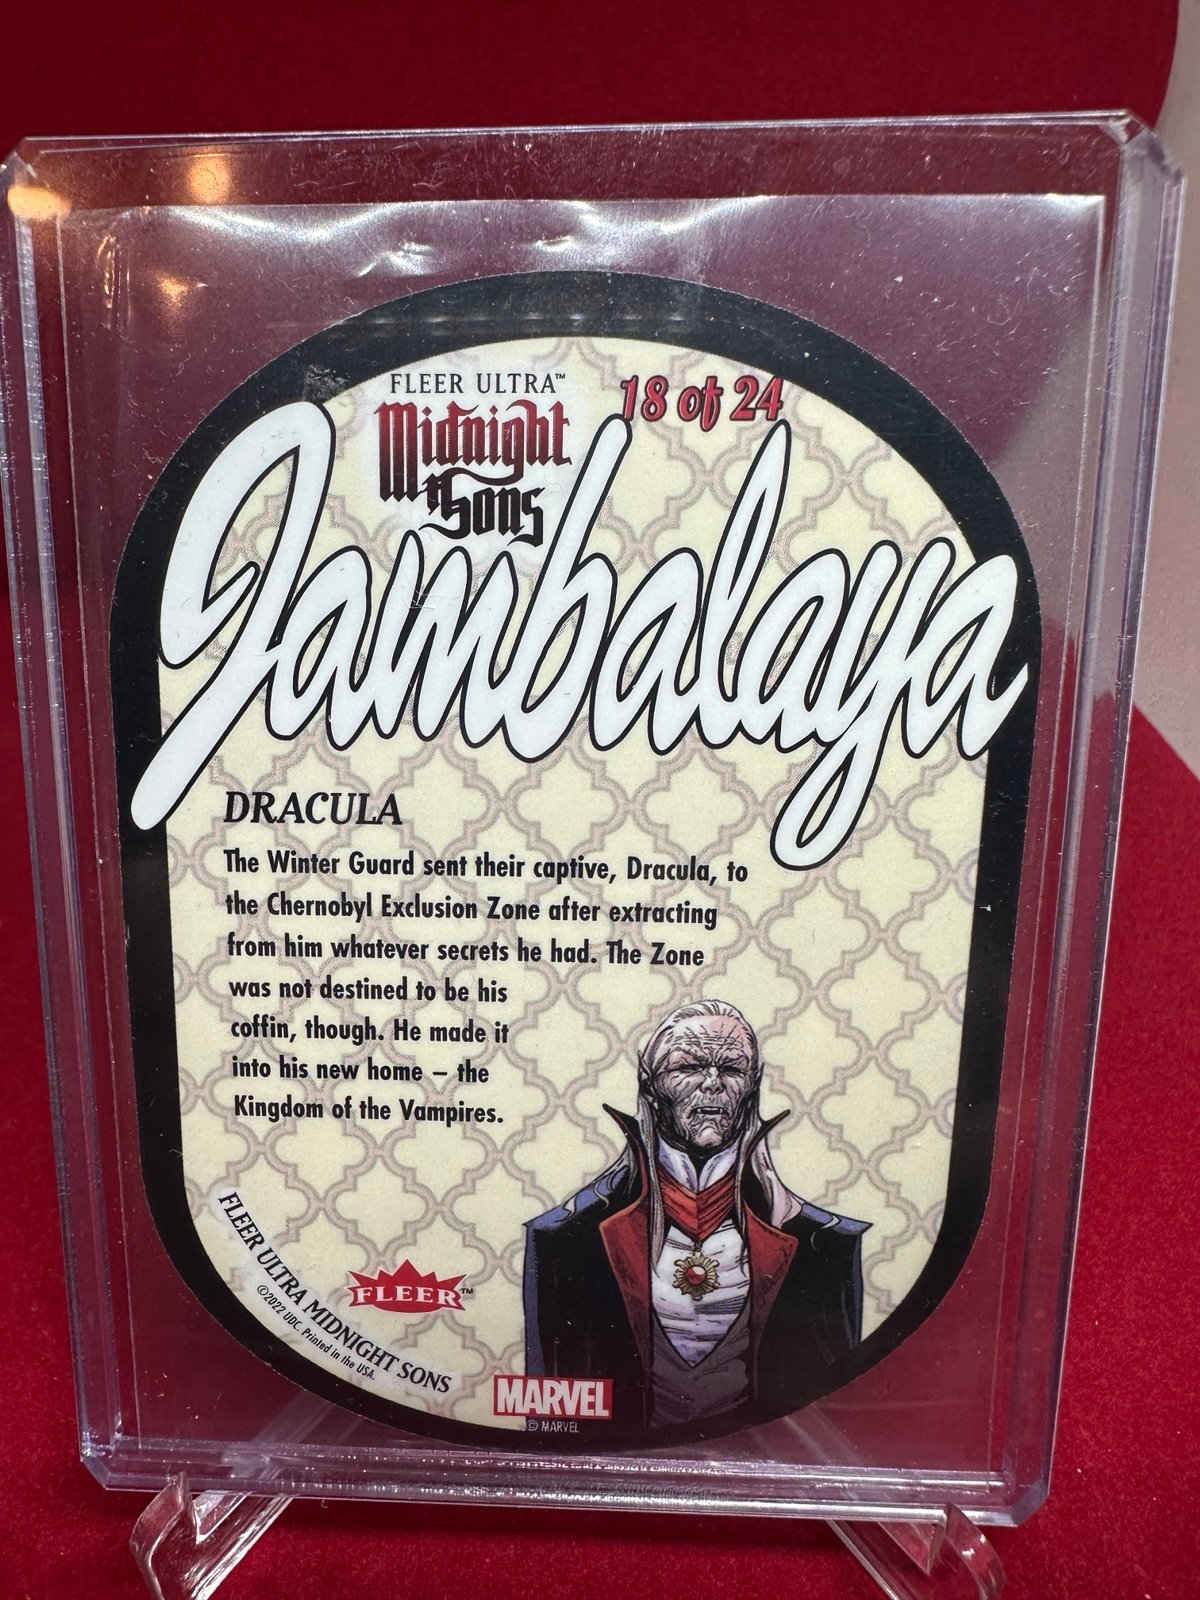 FLEER ULTRA™
Midnight
Sons
18 of 24
Jambalaya
DRACULA
The Winter Guard sent their captive, Dracula, to
the Chernobyl Exclusion Zone after extracting
from him whatever secrets he had. The Zone
was not destined to be his
coffin, though. He made it
into his new home – the
Kingdom of the Vampires.
FLEER ULTRA MIDNIGHT SONS
©2022 UDC. Printed in the USA.
FLEER™
MARVEL
© MARVEL